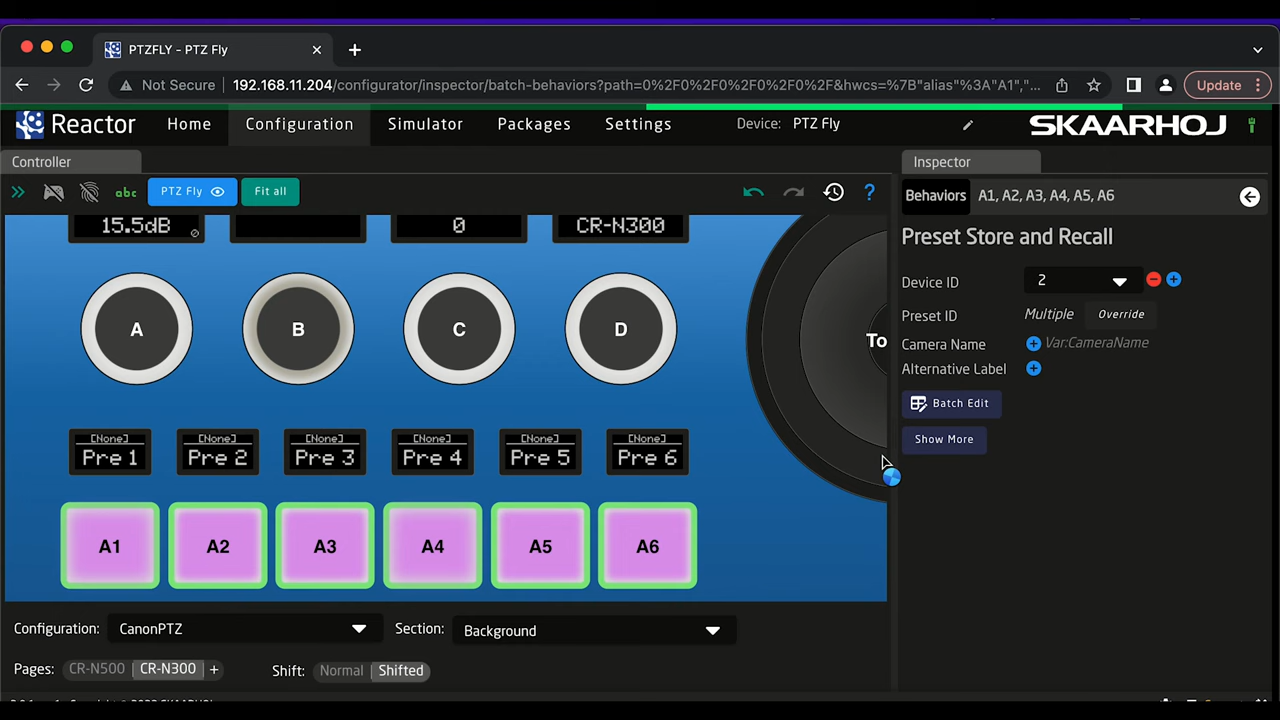 PTZFLY - PTZ Fly
Not Secure 192.168.11.204/configurator/inspector/batch-behaviors?path=0%2F0%2F0%2F0%2F0%2F&hwcs=%7B"alias"%3A"A1","... Update
Reactor Home Configuration Simulator Packages Settings Device: PTZ Fly SKAARHOJ
Controller
abc PTZ Fly Fit all ?
15.5dB 0 CR-N300
A B C D
To
[None] [None] [None] [None] [None] [None]
Pre 1 Pre 2 Pre 3 Pre 4 Pre 5 Pre 6
A1 A2 A3 A4 A5 A6
Configuration: CanonPTZ Section: Background
Pages: CR-N500 CR-N300 + Shift: Normal Shifted
Inspector
Behaviors A1, A2, A3, A4, A5, A6
Preset Store and Recall
Device ID 2
Preset ID Multiple Override
Camera Name Var:CameraName
Alternative Label
Batch Edit
Show More